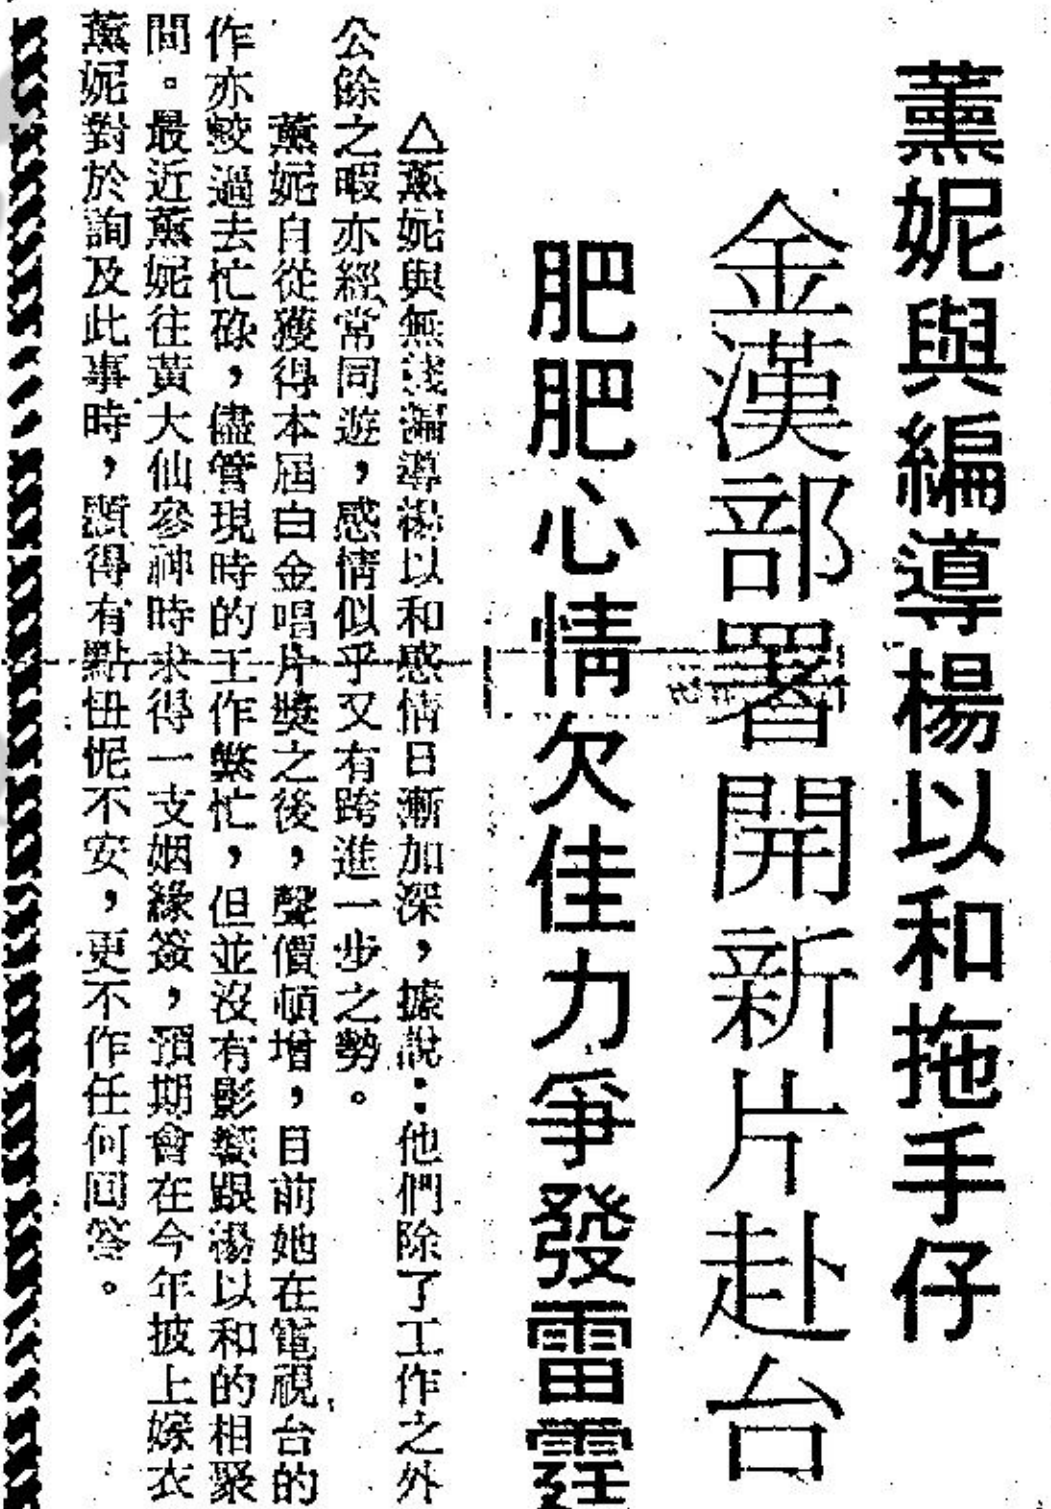 薰妮與編導楊以和拖手仔
金漢部署開新片赴台
肥肥心情欠佳力爭發雷霆
△薰妮與無綫編導楊以和感情日漸加深，據說：他們除了工作之外
公餘之暇亦經常同遊，感情似乎又有跨進一步之勢。
薰妮自從獲得本屆白金唱片獎之後，聲價頓增，目前她在電視台的
作亦較過去忙碌，儘管現時的工作繁忙，但並沒有影響跟楊以和的相聚
間。最近薰妮往黃大仙參神時求得一支姻緣簽，預期會在今年披上嫁衣
薰妮對於詢及此事時，顯得有點忸怩不安，更不作任何回答。